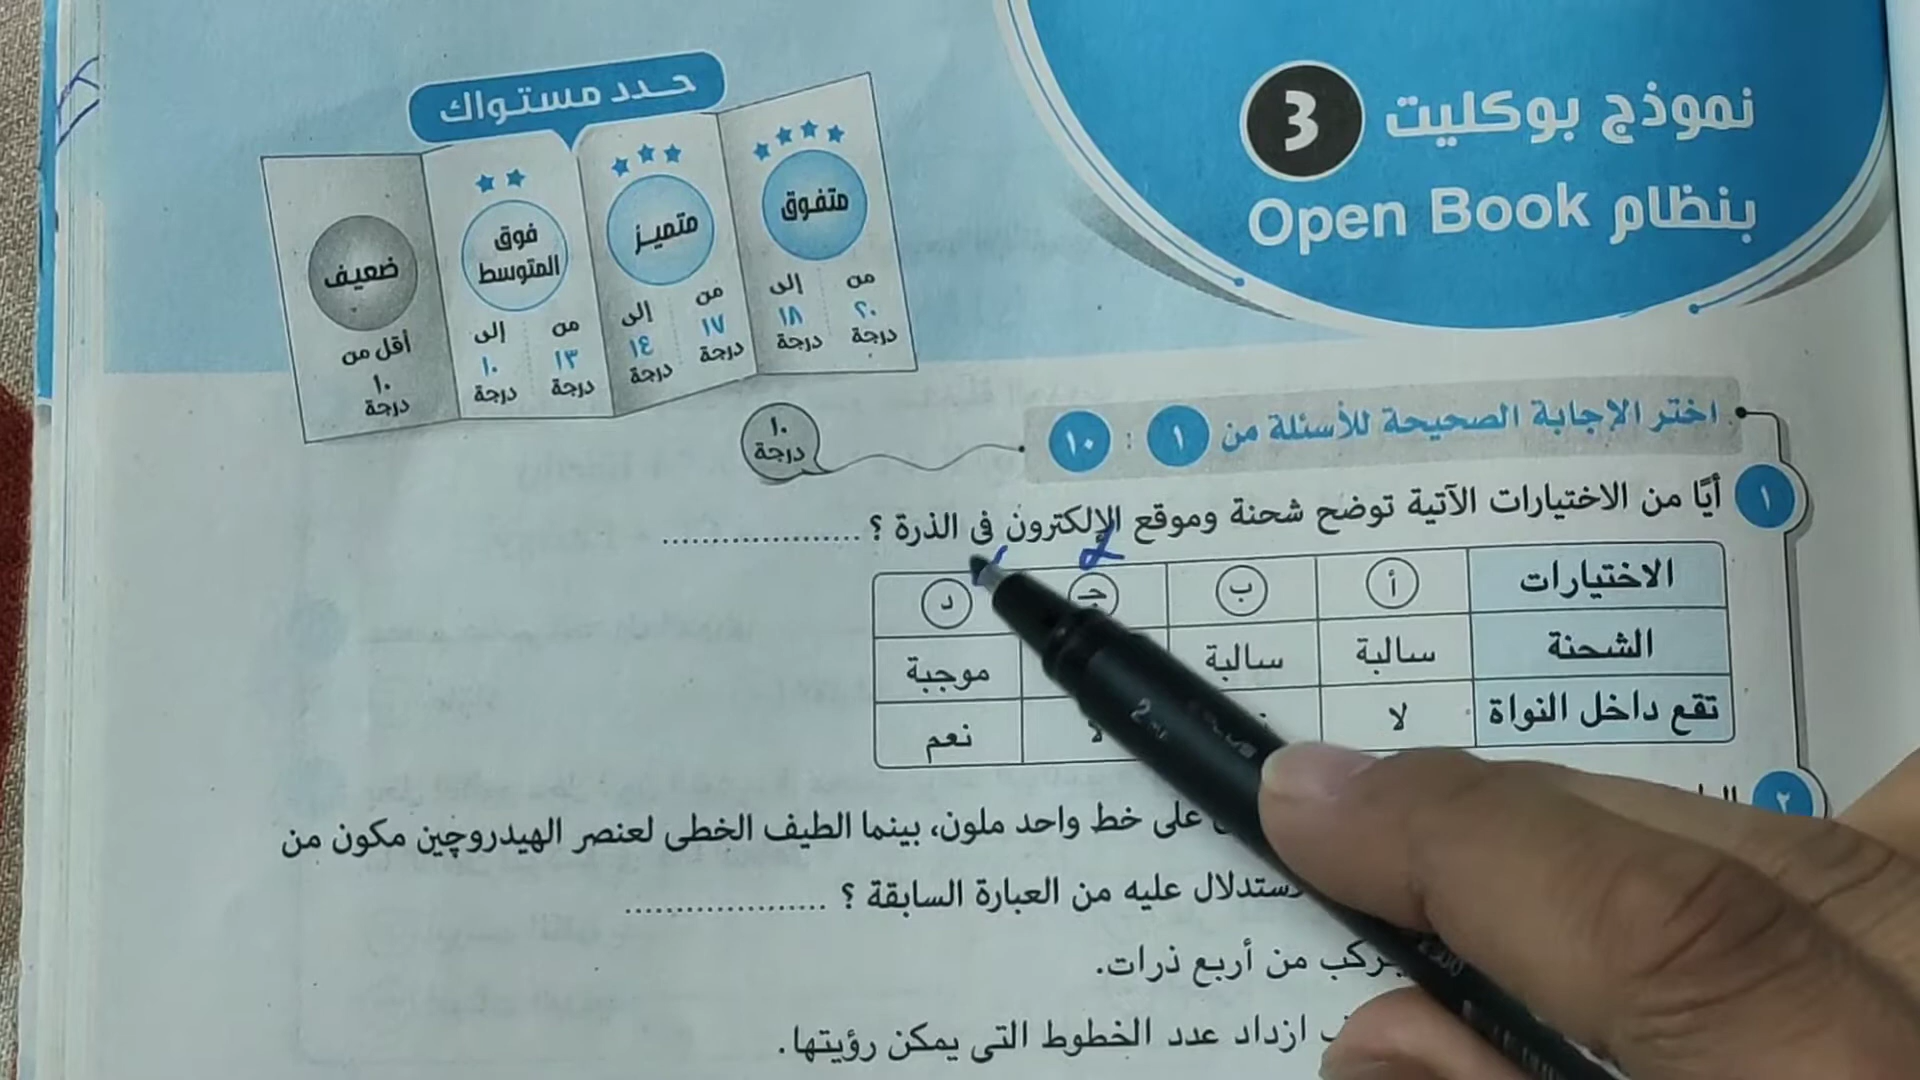 نموذج بوكليت 3
بنظام Open Book
حدد مستواك
متفوق
من ٢٠ درجة
إلى ١٨ درجة
متميز
من ١٧ درجة
إلى ١٤ درجة
فوق المتوسط
من ١٣ درجة
إلى ١٠ درجة
ضعيف
أقل من ١٠ درجة
اختر الإجابة الصحيحة للأسئلة من ١ : ١٠
١٠ درجة
١ أيًا من الاختيارات الآتية توضح شحنة وموقع الإلكترون فى الذرة ؟ ....................
الاختيارات أ ب جـ د
الشحنة سالبة سالبة موجبة
تقع داخل النواة لا لا نعم
٢
على خط واحد ملون، بينما الطيف الخطى لعنصر الهيدروچين مكون من
من العبارة السابقة ؟ ....................
من أربع ذرات.
ازداد عدد الخطوط التى يمكن رؤيتها.